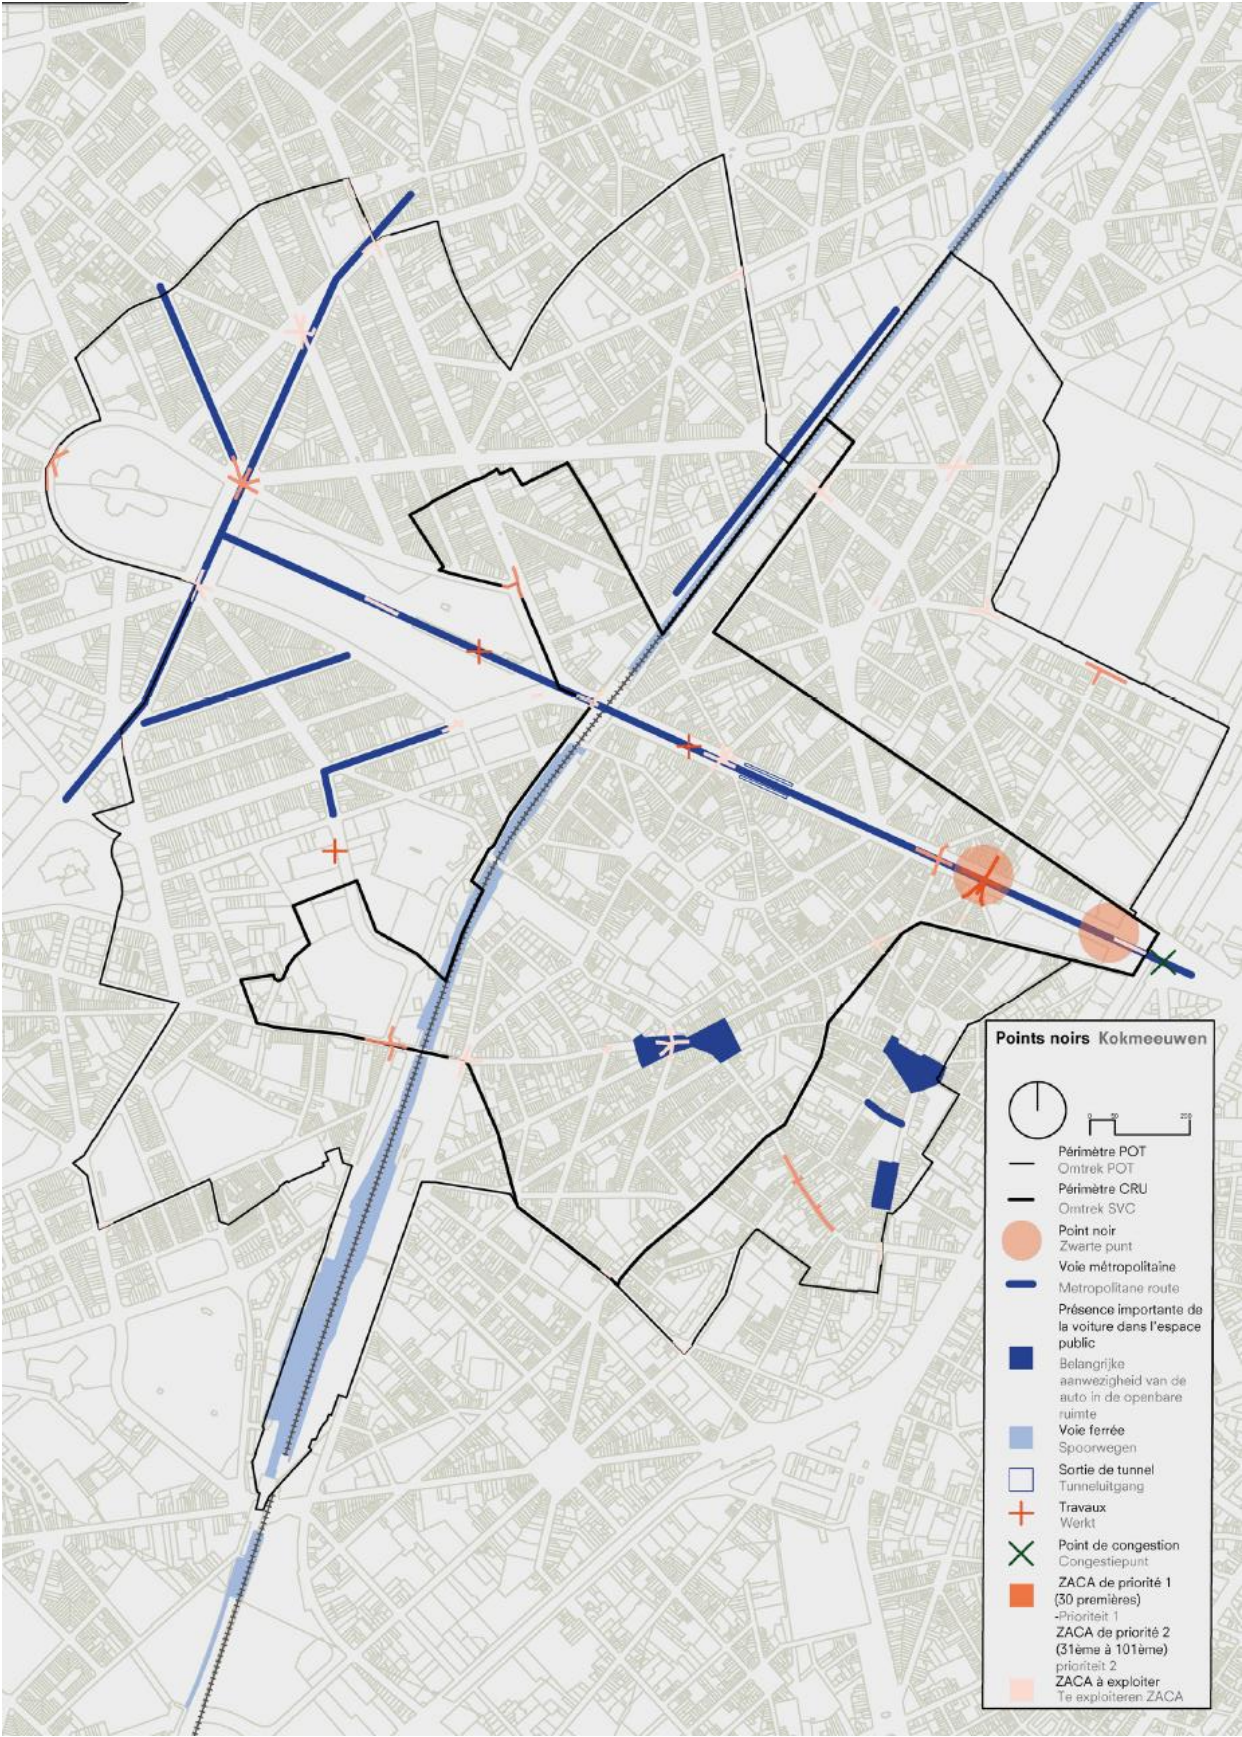 Points noirs Kokmeeuwen
0 50 200
Périmètre POT
Omtrek POT
Périmètre CRU
Omtrek SVC
Point noir
Zwarte punt
Voie métropolitaine
Metropolitane route
Présence importante de
la voiture dans l'espace
public
Belangrijke
aanwezigheid van de
auto in de openbare
ruimte
Voie ferrée
Spoorwegen
Sortie de tunnel
Tunneluitgang
Travaux
Werkt
Point de congestion
Congestiepunt
ZACA de priorité 1
(30 premières)
-Prioriteit 1
ZACA de priorité 2
(31ème à 101ème)
prioriteit 2
ZACA à exploiter
Te exploiteren ZACA